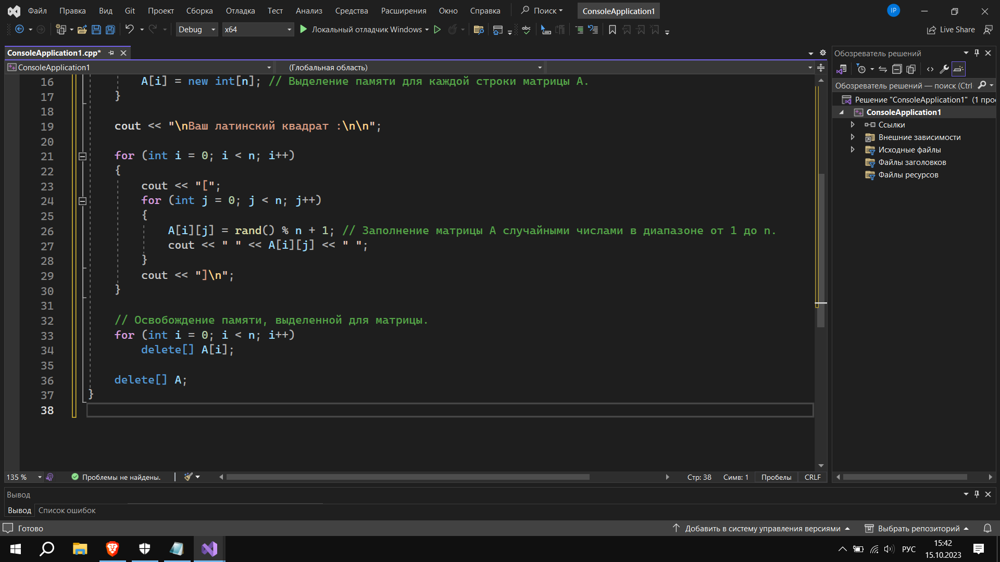 Файл Правка Вид Git Проект Сборка Отладка Тест Анализ Средства Расширения Окно Справка Поиск ConsoleApplication1 IP
Debug x64 Локальный отладчик Windows abc Live Share
ConsoleApplication1.cpp*
ConsoleApplication1 (Глобальная область)
16 A[i] = new int[n]; // Выделение памяти для каждой строки матрицы A.
17 }
18
19 cout << "\nВаш латинский квадрат :\n\n";
20
21 for (int i = 0; i < n; i++)
22 {
23 cout << "[";
24 for (int j = 0; j < n; j++)
25 {
26 A[i][j] = rand() % n + 1; // Заполнение матрицы A случайными числами в диапазоне от 1 до n.
27 cout << " " << A[i][j] << " ";
28 }
29 cout << "]\n";
30 }
31
32 // Освобождение памяти, выделенной для матрицы.
33 for (int i = 0; i < n; i++)
34 delete[] A[i];
35
36 delete[] A;
37 }
38
135 % Проблемы не найдены. Стр: 38 Симв: 1 Пробелы CRLF
Обозреватель решений
Обозреватель решений — поиск (Ctrl
Решение "ConsoleApplication1" (1 прое
ConsoleApplication1
Ссылки
Внешние зависимости
Исходные файлы
Файлы заголовков
Файлы ресурсов
Вывод
Вывод Список ошибок
Готово Добавить в систему управления версиями Выбрать репозиторий
РУС 15:42
15.10.2023